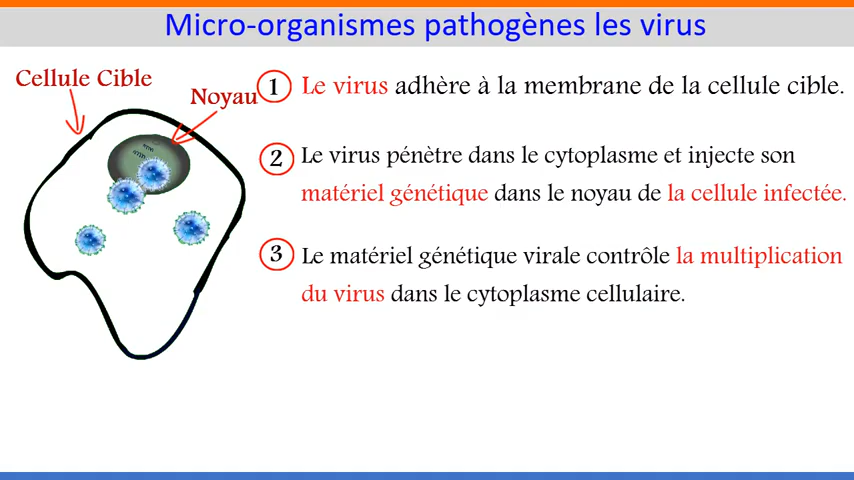 Micro-organismes pathogènes les virus
Cellule Cible
Noyau
1 Le virus adhère à la membrane de la cellule cible.
2 Le virus pénètre dans le cytoplasme et injecte son
matériel génétique dans le noyau de la cellule infectée.
3 Le matériel génétique virale contrôle la multiplication
du virus dans le cytoplasme cellulaire.